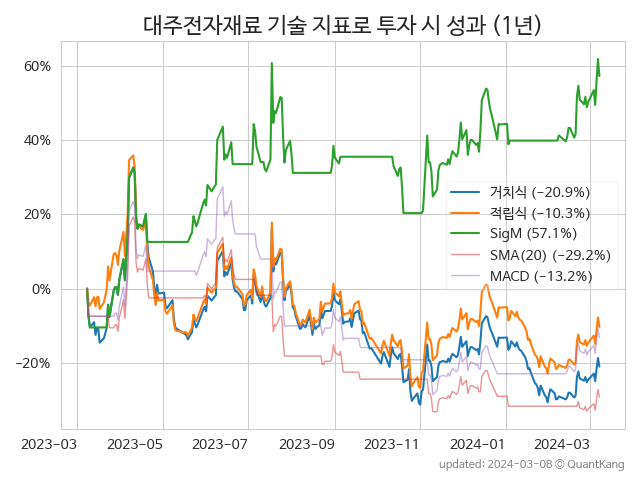 대주전자재료 기술 지표로 투자 시 성과 (1년)
60%
40%
20%
0%
−20%
거치식 (−20.9%)
적립식 (−10.3%)
SigM (57.1%)
SMA(20) (−29.2%)
MACD (−13.2%)
2023−03
2023−05
2023−07
2023−09
2023−11
2024−01
2024−03
updated: 2024−03−08 ⓒ QuantKang